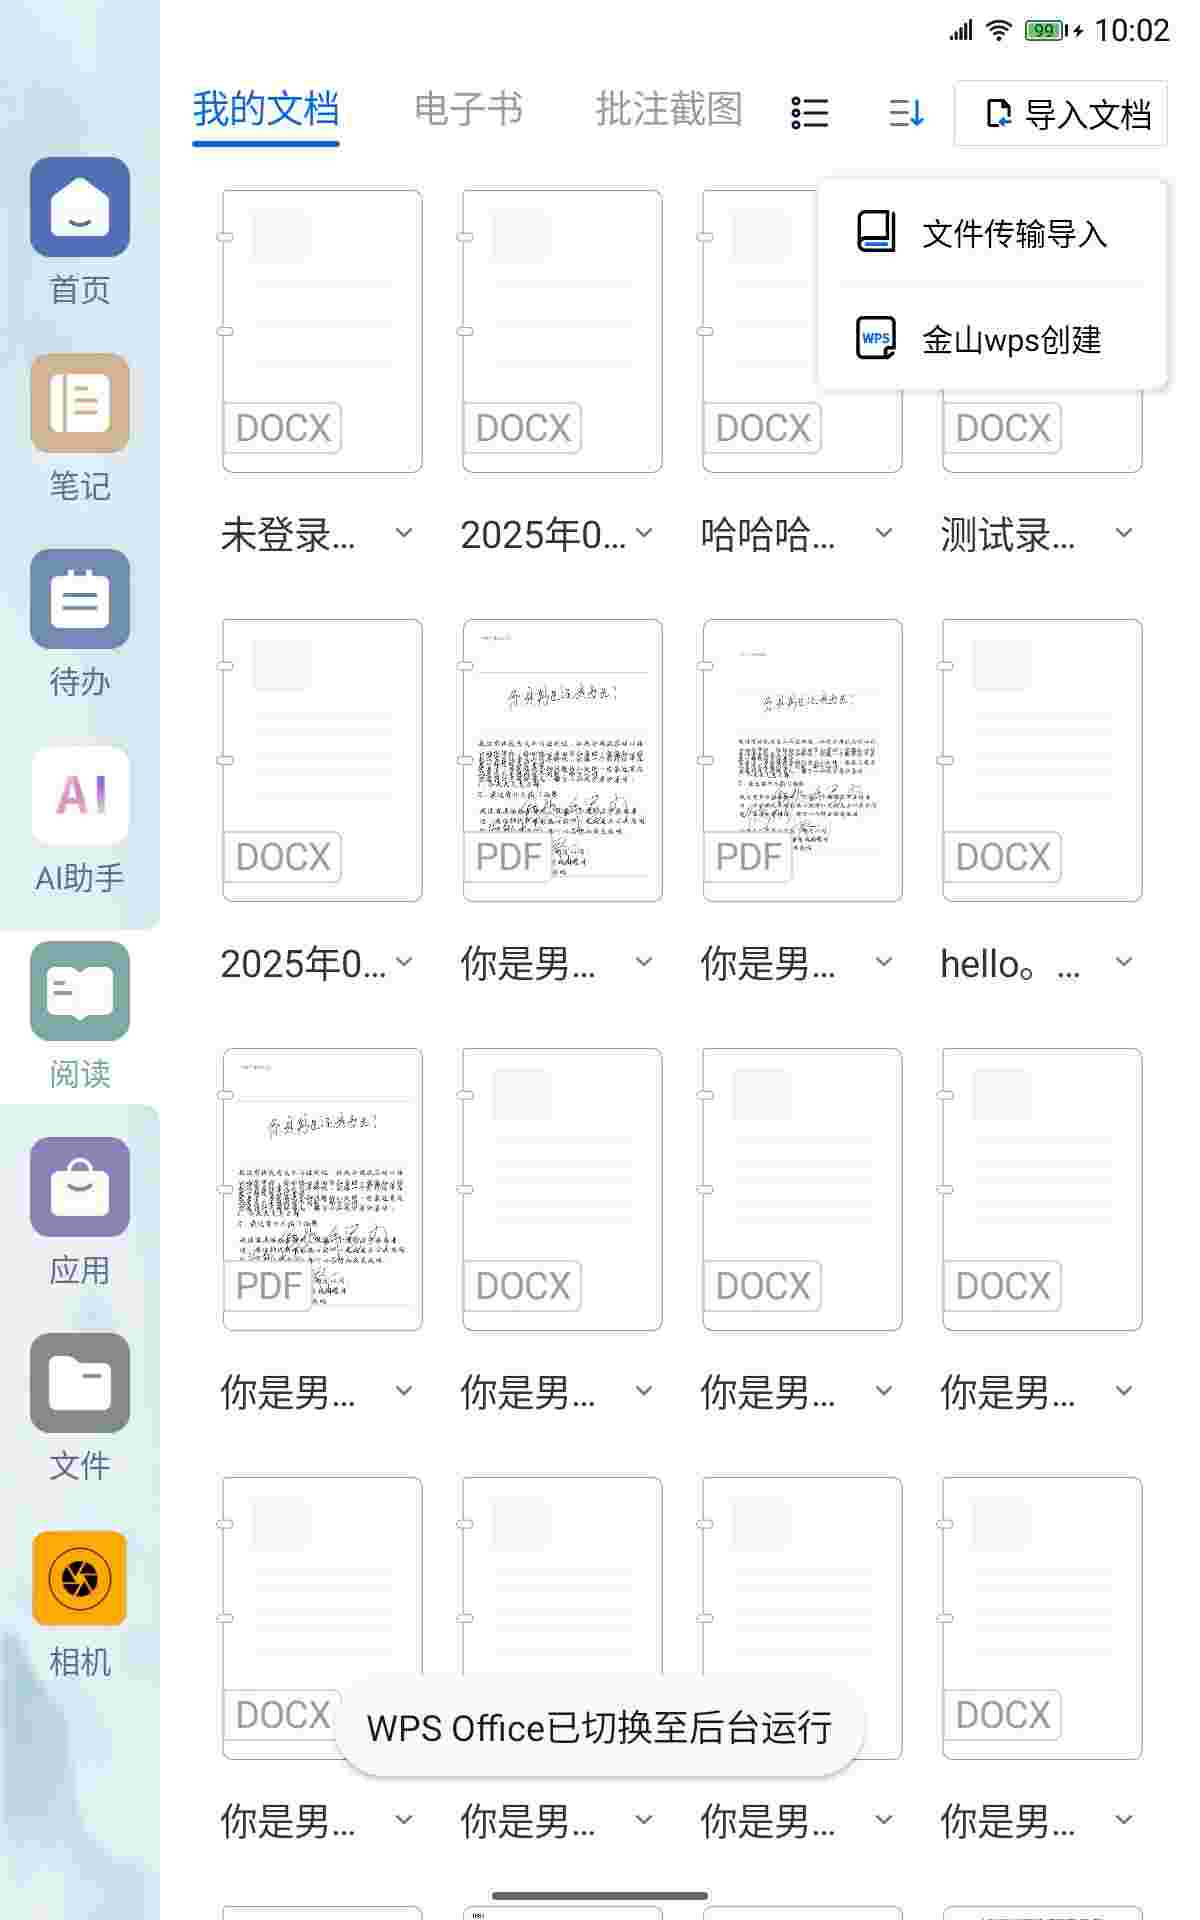 99 10:02
我的文档 电子书 批注截图 导入文档
文件传输导入
WPS 金山wps创建
首页
笔记
待办
AI
AI助手
阅读
应用
文件
相机
DOCX DOCX DOCX DOCX
未登录... 2025年0... 哈哈哈... 测试录...
DOCX PDF PDF DOCX
2025年0... 你是男... 你是男... hello。...
PDF DOCX DOCX DOCX
你是男... 你是男... 你是男... 你是男...
DOCX DOCX
WPS Office已切换至后台运行
你是男... 你是男... 你是男... 你是男...